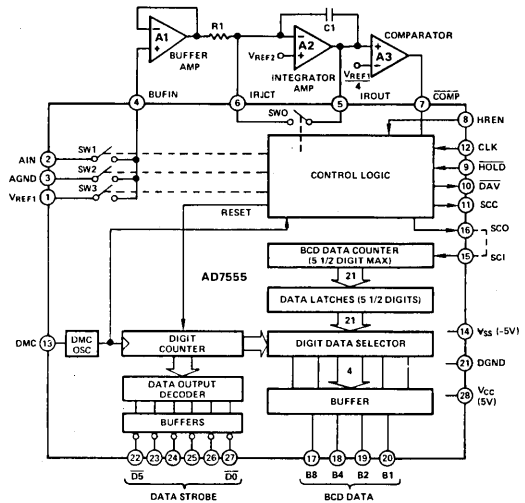 A1
BUFFER
AMP
R1
C1
VREF2
A2
INTEGRATOR
AMP
COMPARATOR
A3
VREF1
4
4
BUFIN
6
IRJCT
5
IROUT
7
COMP
SWO
8
HREN
12
CLK
9
HOLD
10
DAV
11
SCC
16
SCO
15
SCI
AIN
2
SW1
AGND
3
SW2
VREF1
1
SW3
CONTROL LOGIC
RESET
BCD DATA COUNTER
(5 1/2 DIGIT MAX)
21
AD7555
DATA LATCHES (5 1/2 DIGITS)
21
DMC
13
DMC
OSC
DIGIT
COUNTER
DIGIT DATA SELECTOR
14
VSS (-5V)
21
DGND
28
VCC
(5V)
4
DATA OUTPUT
DECODER
BUFFER
BUFFERS
22
23
24
25
26
27
17
18
19
20
D5
D0
B8
B4
B2
B1
DATA STROBE
BCD DATA